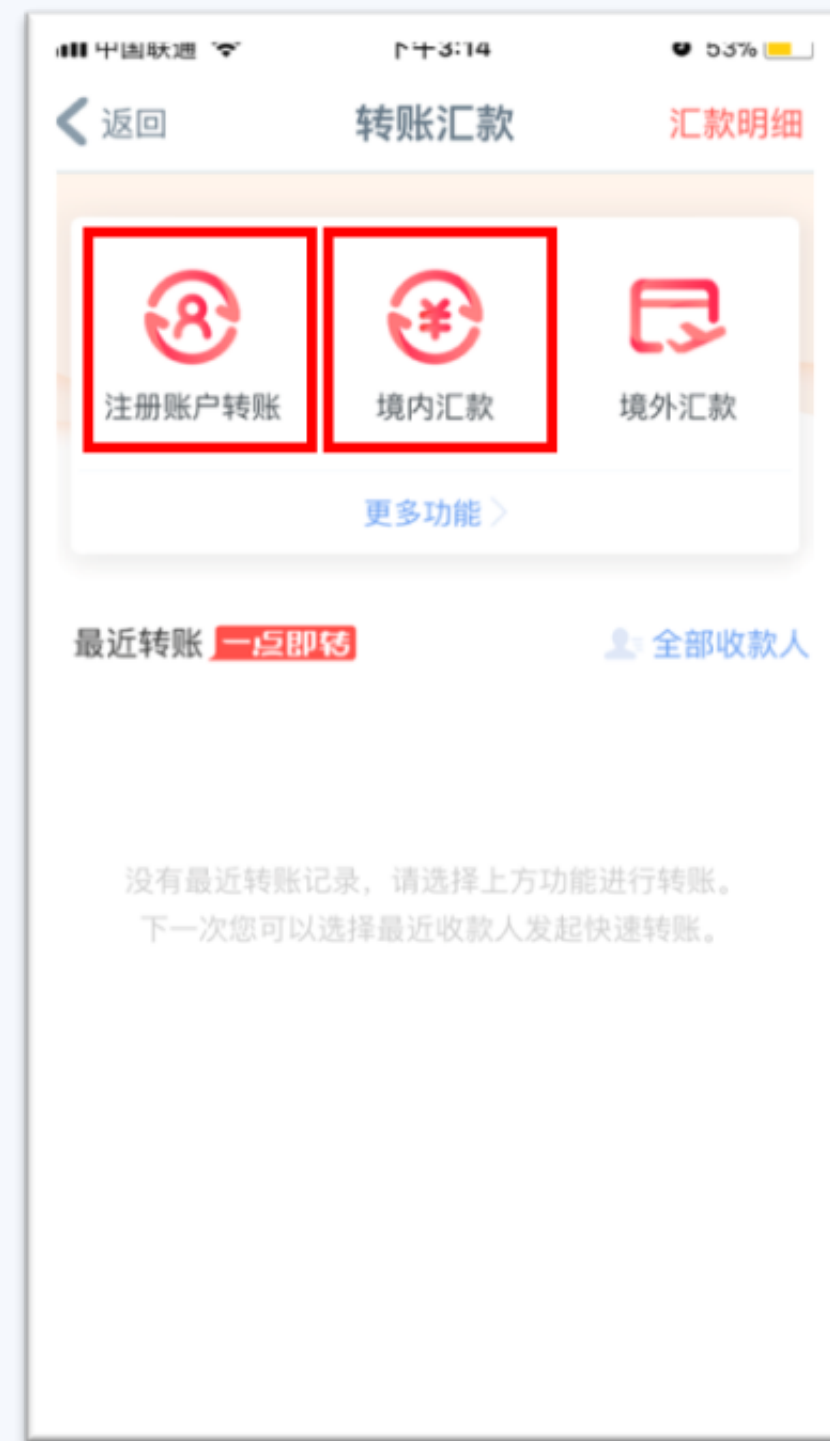 中国联通 下午3:14 53%
返回 转账汇款 汇款明细
注册账户转账 境内汇款 境外汇款
更多功能
最近转账 一点即转 全部收款人
没有最近转账记录，请选择上方功能进行转账。
下一次您可以选择最近收款人发起快速转账。